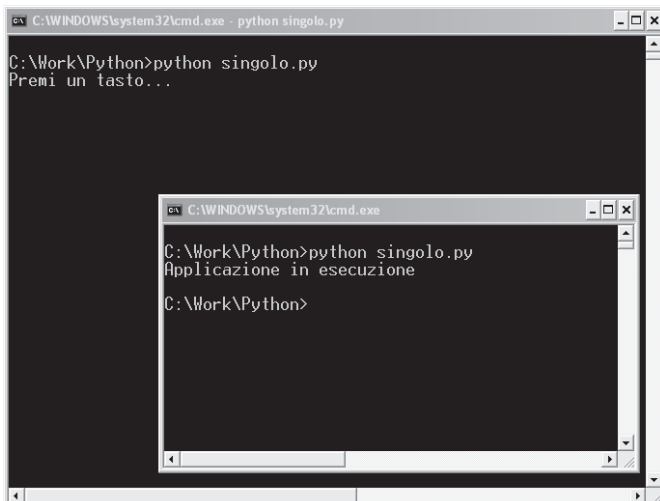 C:\WINDOWS\system32\cmd.exe - python singolo.py
C:\Work\Python>python singolo.py
Premi un tasto...
C:\WINDOWS\system32\cmd.exe
C:\Work\Python>python singolo.py
Applicazione in esecuzione
C:\Work\Python>